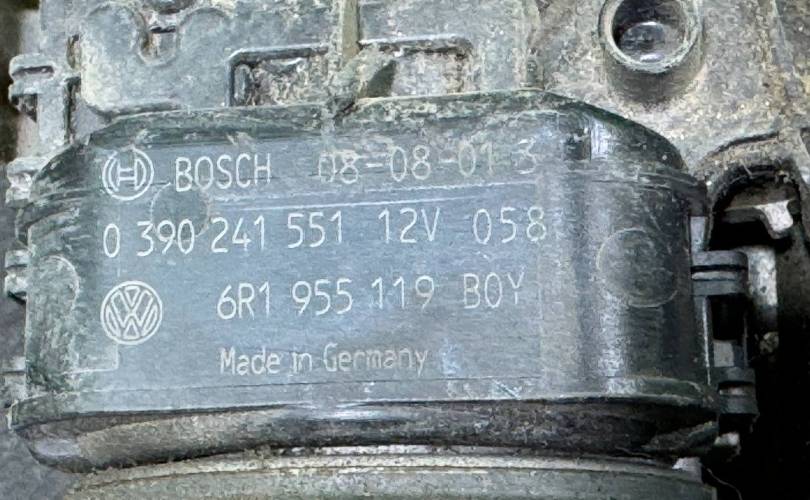 BOSCH 08-08-01 3
0 390 241 551 12V 058
6R1 955 119 B0Y
Made in Germany